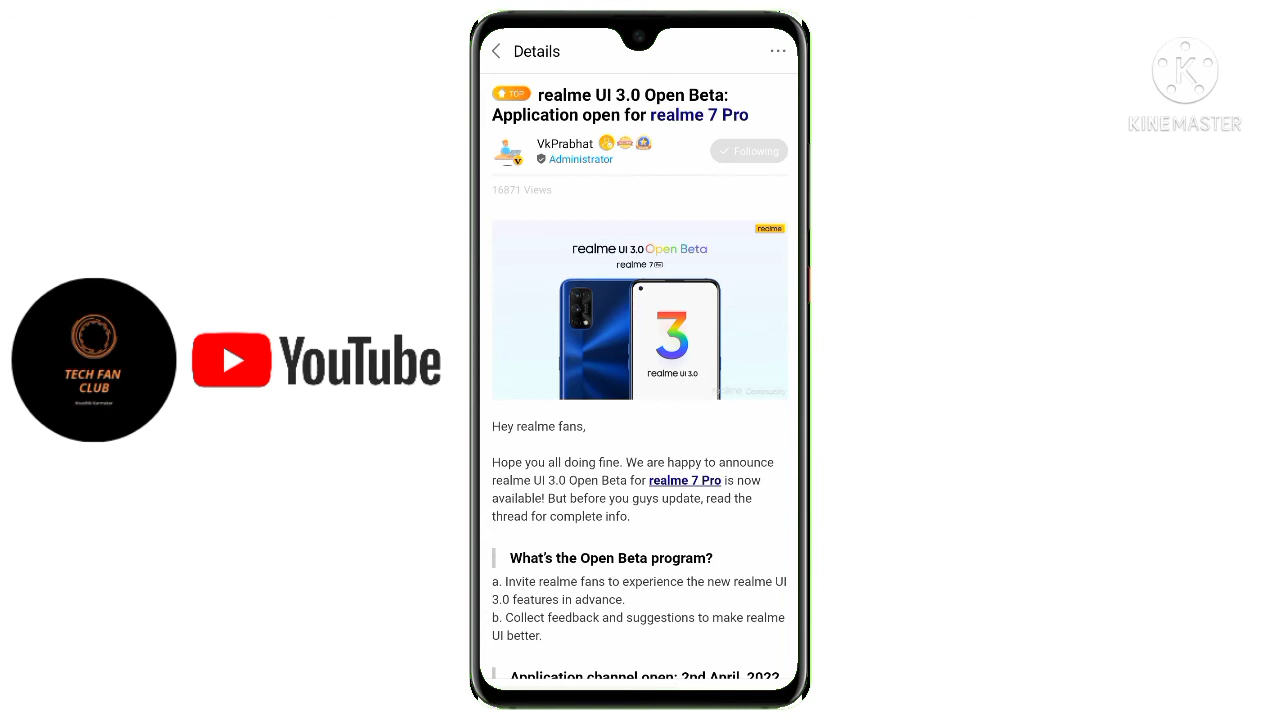 Details
TOP realme UI 3.0 Open Beta:
Application open for realme 7 Pro
VkPrabhat
Administrator
Following
16871 Views
realme
realme UI 3.0 Open Beta
realme 7 Pro
3
realme UI 3.0
realme Community
Hey realme fans,
Hope you all doing fine. We are happy to announce
realme UI 3.0 Open Beta for realme 7 Pro is now
available! But before you guys update, read the
thread for complete info.
What's the Open Beta program?
a. Invite realme fans to experience the new realme UI
3.0 features in advance.
b. Collect feedback and suggestions to make realme
UI better.
Application channel open: 2nd April, 2022
TECH FAN
CLUB
YouTube
K
KINEMASTER